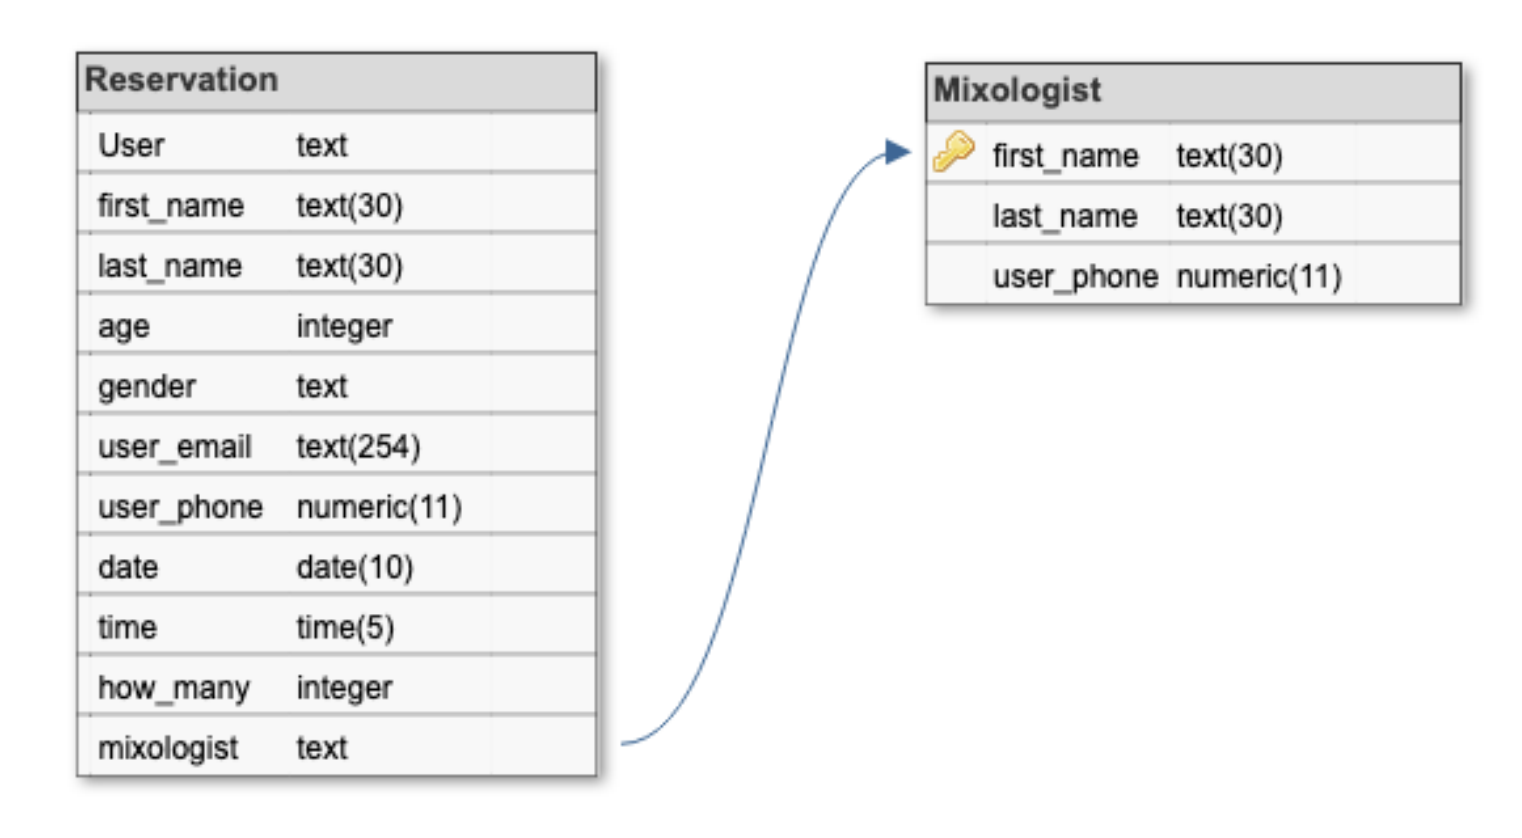 Reservation
User text
first_name text(30)
last_name text(30)
age integer
gender text
user_email text(254)
user_phone numeric(11)
date date(10)
time time(5)
how_many integer
mixologist text
Mixologist
first_name text(30)
last_name text(30)
user_phone numeric(11)